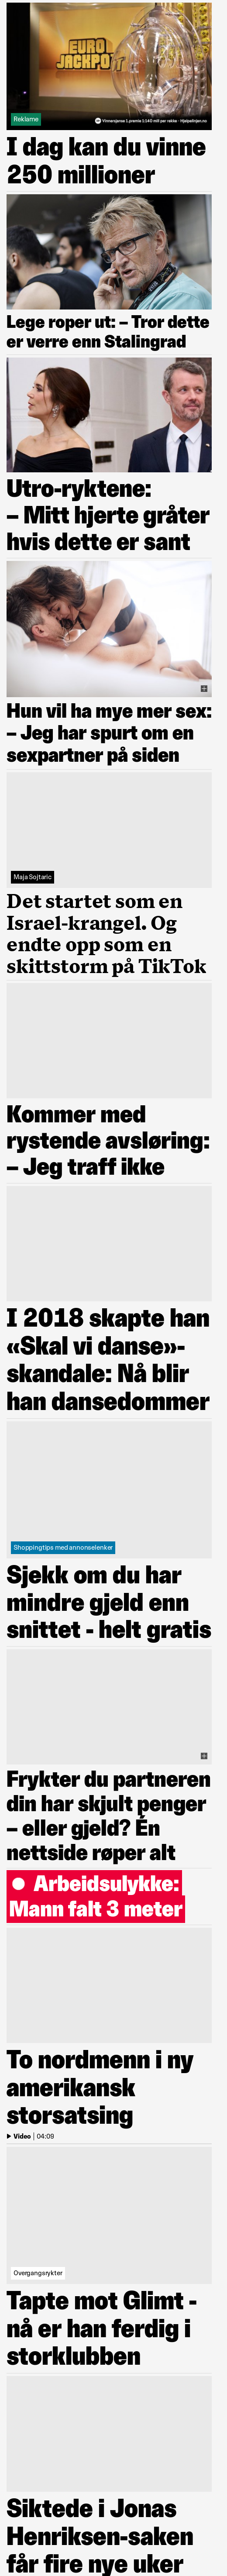 EURO
JACKPOT
Reklame
Vinnersjanse: 1.premie 1:140 mill per rekke - Hjelpelinjen.no
I dag kan du vinne
250 millioner
Lege roper ut: – Tror dette
er verre enn Stalingrad
Utro-ryktene:
– Mitt hjerte gråter
hvis dette er sant
Hun vil ha mye mer sex:
– Jeg har spurt om en
sexpartner på siden
Maja Sojtaric
Det startet som en
Israel-krangel. Og
endte opp som en
skittstorm på TikTok
Kommer med
rystende avsløring:
– Jeg traff ikke
I 2018 skapte han
«Skal vi danse»-
skandale: Nå blir
han dansedommer
Shoppingtips med annonselenker
Sjekk om du har
mindre gjeld enn
snittet - helt gratis
Frykter du partneren
din har skjult penger
– eller gjeld? Én
nettside røper alt
Arbeidsulykke:
Mann falt 3 meter
To nordmenn i ny
amerikansk
storsatsing
Video | 04:09
Overgangsrykter
Tapte mot Glimt -
nå er han ferdig i
storklubben
Siktede i Jonas
Henriksen-saken
får fire nye uker